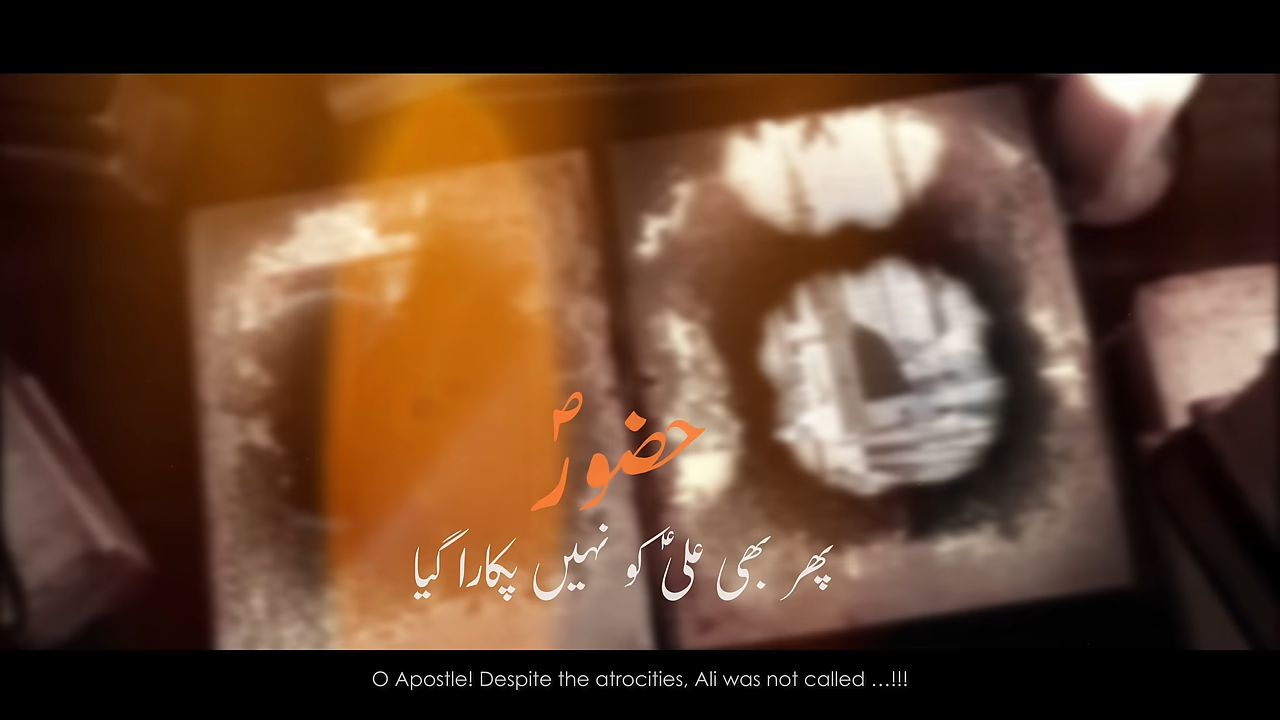 حضورؐ
پھر بھی علیؑ کو نہیں پکارا گیا
O Apostle! Despite the atrocities, Ali was not called ...!!!